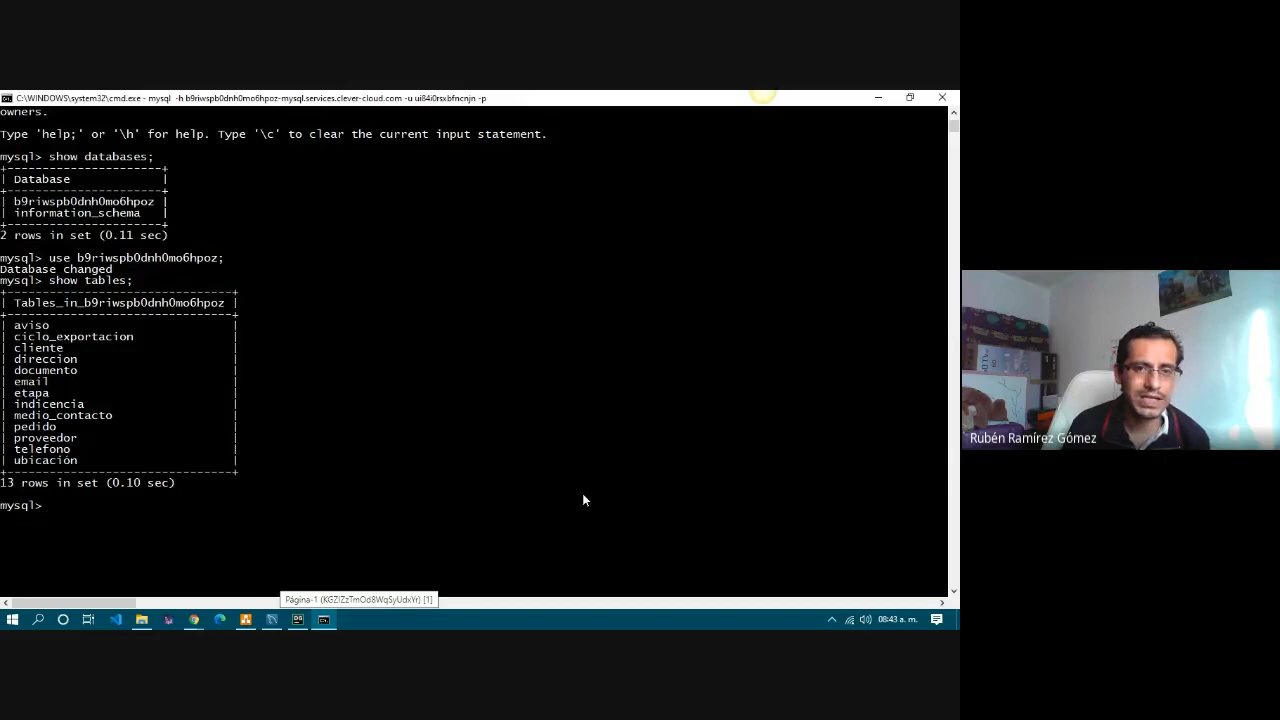 C:\WINDOWS\system32\cmd.exe - mysql -h b9riwspb0dnh0mo6hpoz-mysql.services.clever-cloud.com -u ui84i0rsxbfncnjn -p
owners.
Type 'help;' or '\h' for help. Type '\c' to clear the current input statement.
mysql> show databases;
+----------------------+
| Database             |
+----------------------+
| b9riwspb0dnh0mo6hpoz |
| information_schema   |
+----------------------+
2 rows in set (0.11 sec)
mysql> use b9riwspb0dnh0mo6hpoz;
Database changed
mysql> show tables;
+--------------------------------+
| Tables_in_b9riwspb0dnh0mo6hpoz |
+--------------------------------+
| aviso                          |
| ciclo_exportacion              |
| cliente                        |
| direccion                      |
| documento                      |
| email                          |
| etapa                          |
| indicencia                     |
| medio_contacto                 |
| pedido                         |
| proveedor                      |
| telefono                       |
| ubicación                      |
+--------------------------------+
13 rows in set (0.10 sec)
mysql>
Rubén Ramírez Gómez
08:43 a. m.